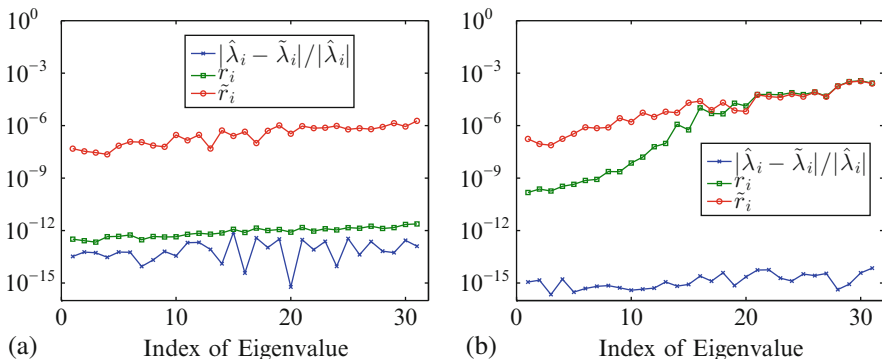 10^0
10^{-3}
10^{-6}
10^{-9}
10^{-12}
10^{-15}
|λ̂_i − λ̃_i|/|λ̂_i|
r_i
r̃_i
0 10 20 30
(a) Index of Eigenvalue
10^0
10^{-3}
10^{-6}
10^{-9}
10^{-12}
10^{-15}
|λ̂_i − λ̃_i|/|λ̂_i|
r_i
r̃_i
0 10 20 30
(b) Index of Eigenvalue